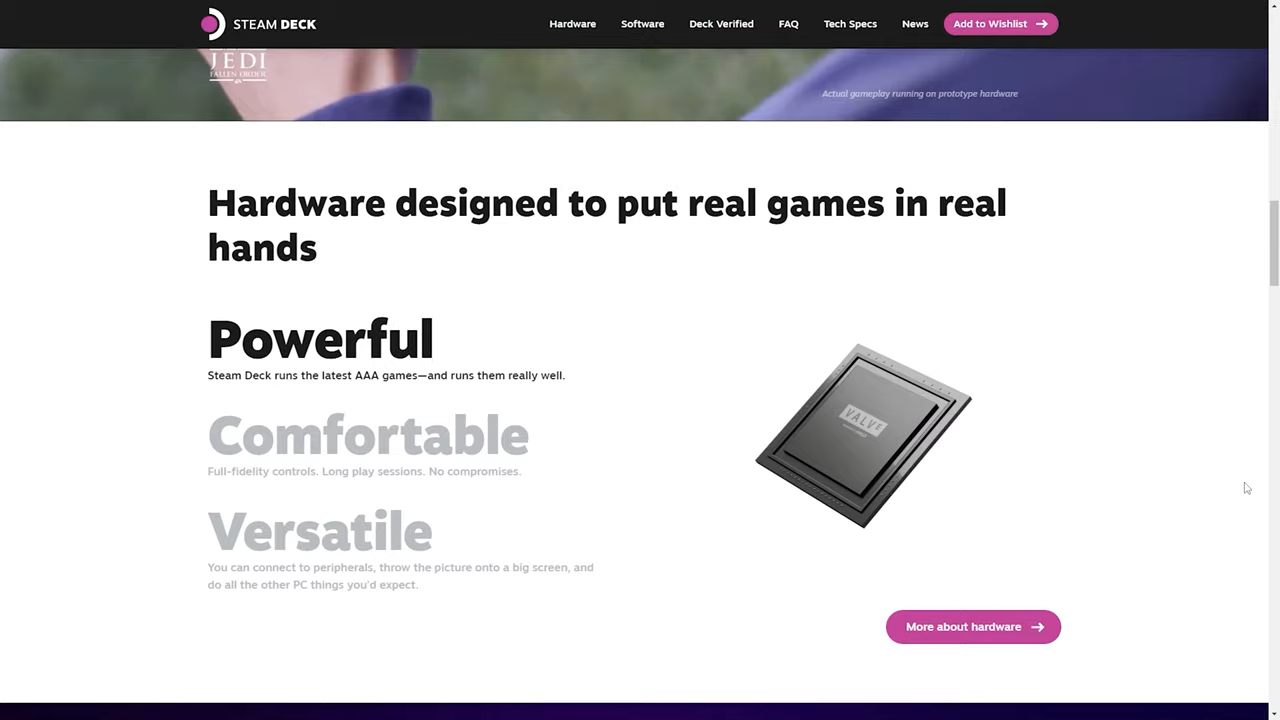 STEAM DECK
Hardware
Software
Deck Verified
FAQ
Tech Specs
News
Add to Wishlist
JEDI
FALLEN ORDER
Actual gameplay running on prototype hardware
Hardware designed to put real games in real
hands
Powerful
Steam Deck runs the latest AAA games—and runs them really well.
Comfortable
Full-fidelity controls. Long play sessions. No compromises.
Versatile
You can connect to peripherals, throw the picture onto a big screen, and
do all the other PC things you'd expect.
VALVE
More about hardware